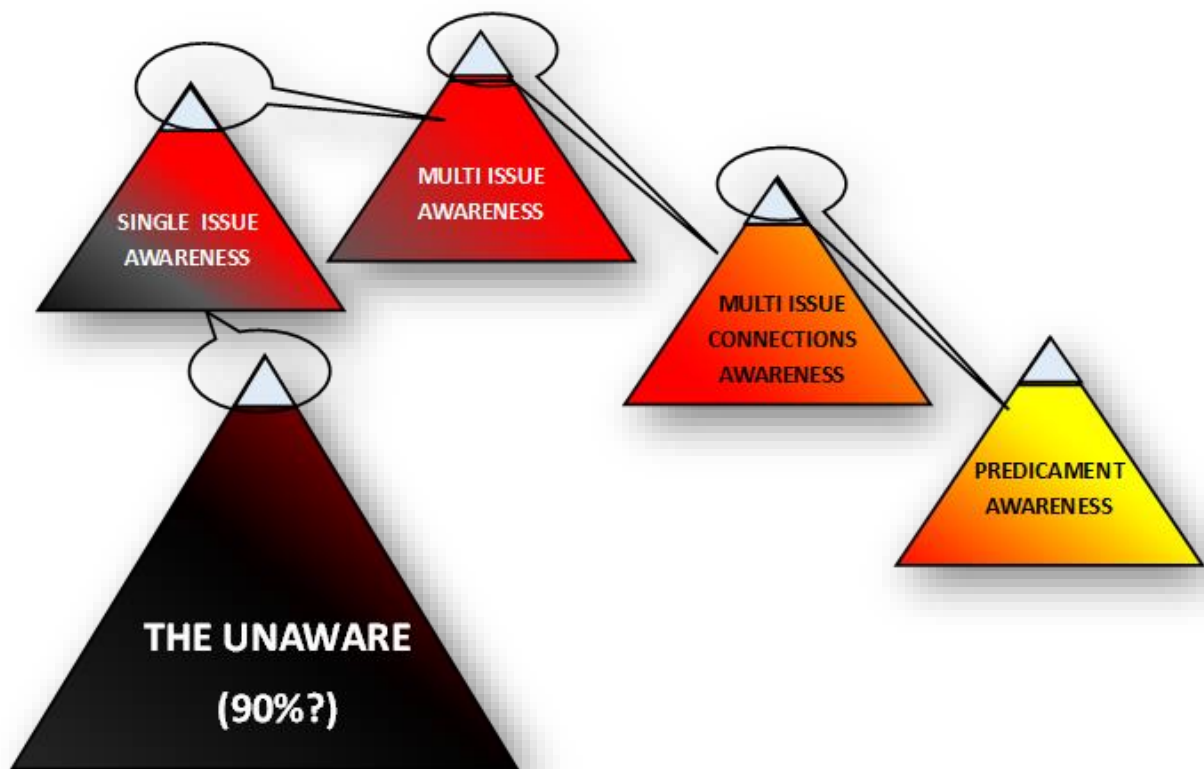 SINGLE ISSUE
AWARENESS
MULTI ISSUE
AWARENESS
MULTI ISSUE
CONNECTIONS
AWARENESS
PREDICAMENT
AWARENESS
THE UNAWARE
(90%?)